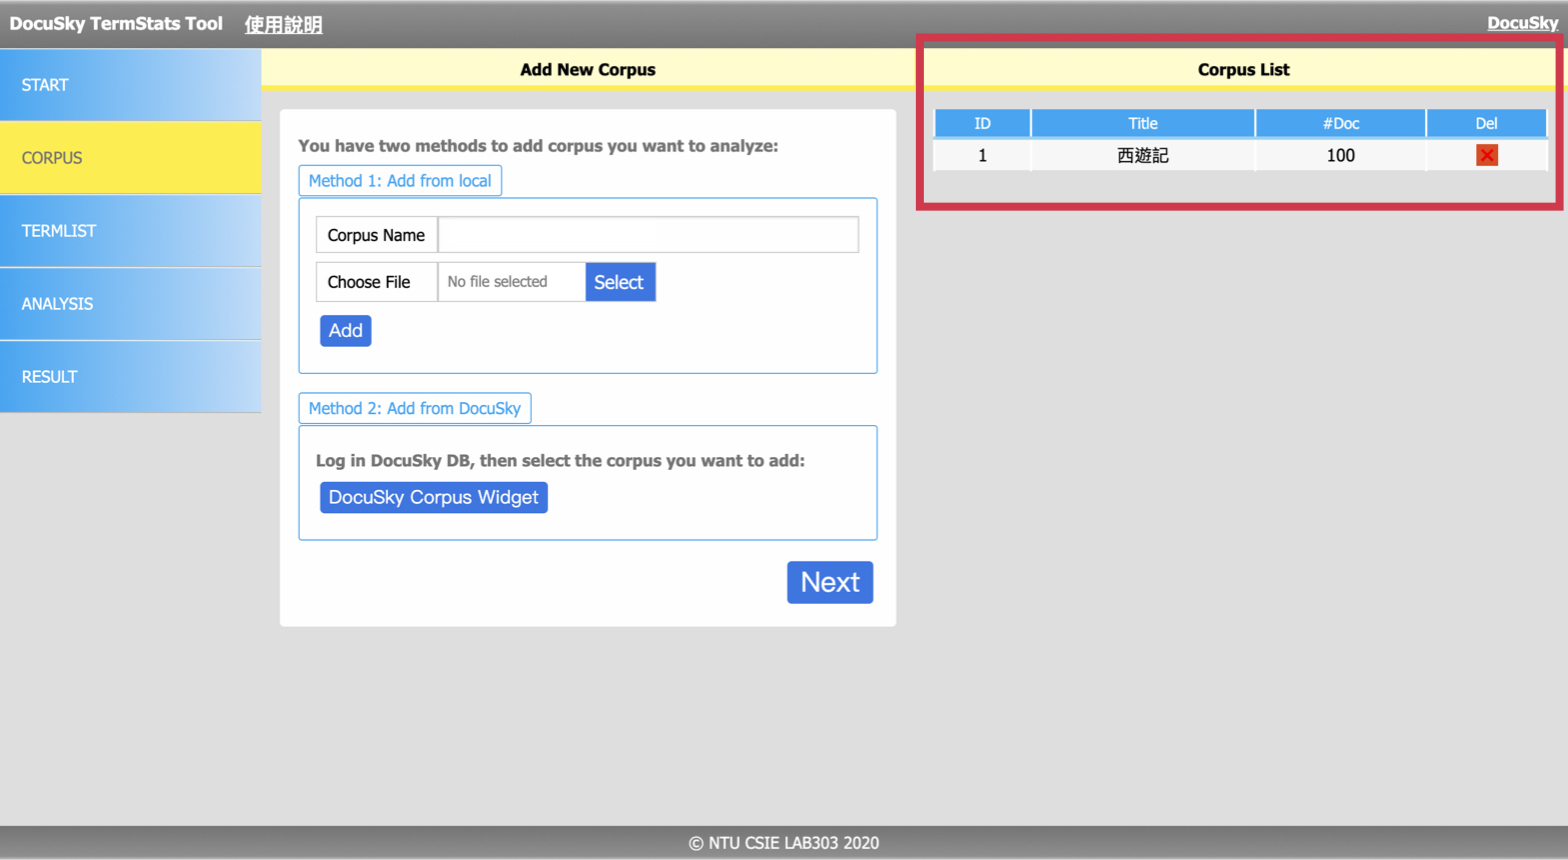 DocuSky TermStats Tool 使用說明 DocuSky
START
CORPUS
TERMLIST
ANALYSIS
RESULT
Add New Corpus
You have two methods to add corpus you want to analyze:
Method 1: Add from local
Corpus Name
Choose File No file selected Select
Add
Method 2: Add from DocuSky
Log in DocuSky DB, then select the corpus you want to add:
DocuSky Corpus Widget
Next
Corpus List
ID Title #Doc Del
1 西遊記 100
© NTU CSIE LAB303 2020